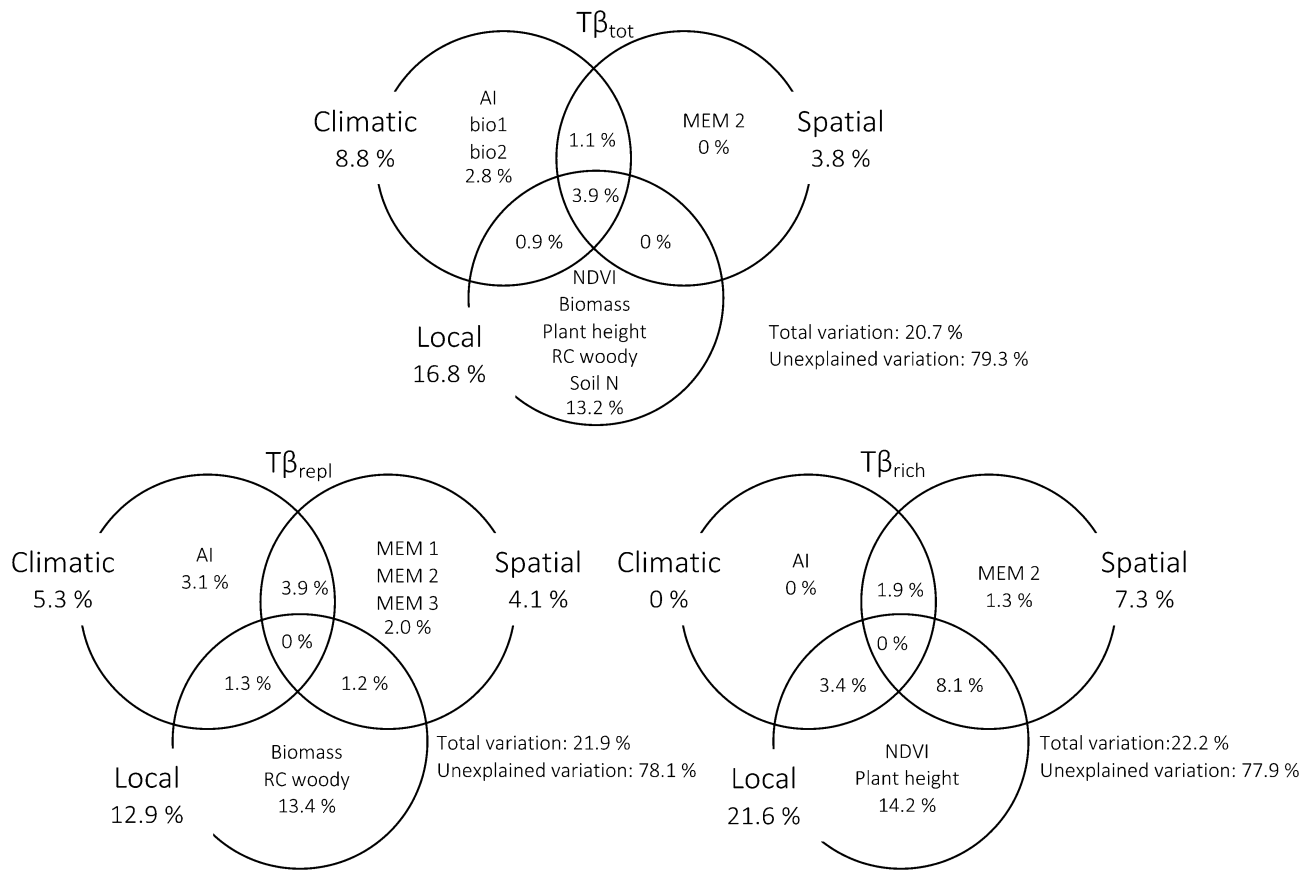 Tβtot
Climatic
8.8 %
AI
bio1
bio2
2.8 %
1.1 %
MEM 2
0 %
Spatial
3.8 %
3.9 %
0.9 %
0 %
Local
16.8 %
NDVI
Biomass
Plant height
RC woody
Soil N
13.2 %
Total variation: 20.7 %
Unexplained variation: 79.3 %
Tβrepl
Climatic
5.3 %
AI
3.1 %
3.9 %
MEM 1
MEM 2
MEM 3
2.0 %
Spatial
4.1 %
0 %
1.3 %
1.2 %
Local
12.9 %
Biomass
RC woody
13.4 %
Total variation: 21.9 %
Unexplained variation: 78.1 %
Tβrich
Climatic
0 %
AI
0 %
1.9 %
MEM 2
1.3 %
Spatial
7.3 %
0 %
3.4 %
8.1 %
Local
21.6 %
NDVI
Plant height
14.2 %
Total variation:22.2 %
Unexplained variation: 77.9 %